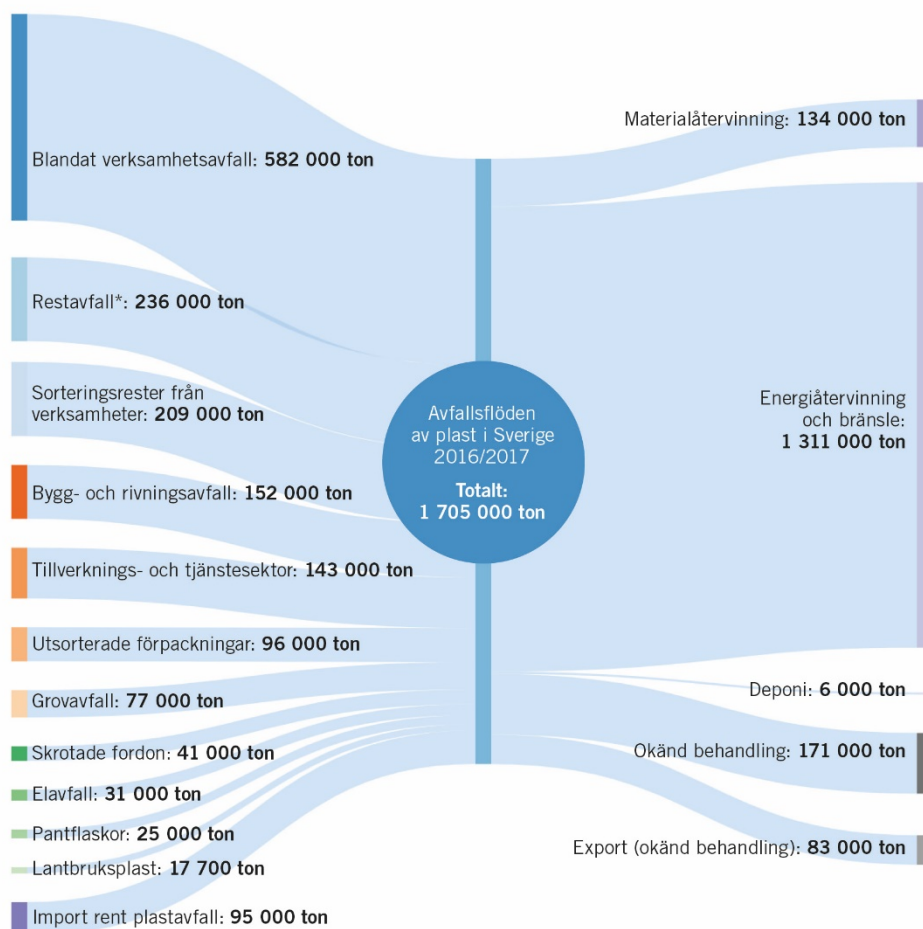 Blandat verksamhetsavfall: 582 000 ton
Restavfall*: 236 000 ton
Sorteringsrester från
verksamheter: 209 000 ton
Bygg- och rivningsavfall: 152 000 ton
Tillverknings- och tjänstesektor: 143 000 ton
Utsorterade förpackningar: 96 000 ton
Grovavfall: 77 000 ton
Skrotade fordon: 41 000 ton
Elavfall: 31 000 ton
Pantflaskor: 25 000 ton
Lantbruksplast: 17 700 ton
Import rent plastavfall: 95 000 ton
Avfallsflöden
av plast i Sverige
2016/2017
Totalt:
1 705 000 ton
Materialåtervinning: 134 000 ton
Energiåtervinning
och bränsle:
1 311 000 ton
Deponi: 6 000 ton
Okänd behandling: 171 000 ton
Export (okänd behandling): 83 000 ton